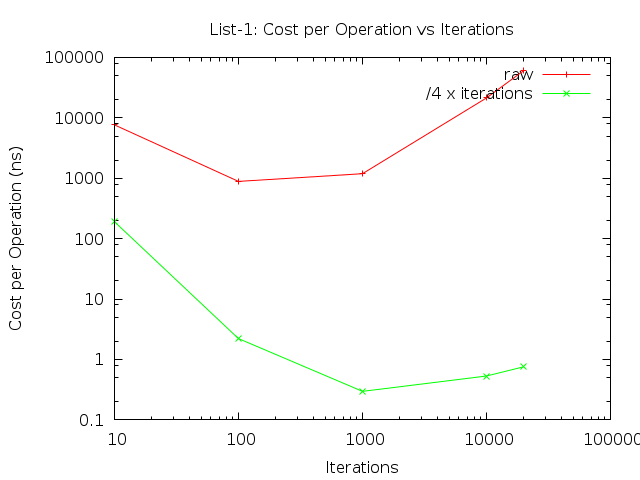 List-1: Cost per Operation vs Iterations
100000
10000
1000
100
10
1
0.1
Cost per Operation (ns)
raw
/4 x iterations
10
100
1000
10000
100000
Iterations